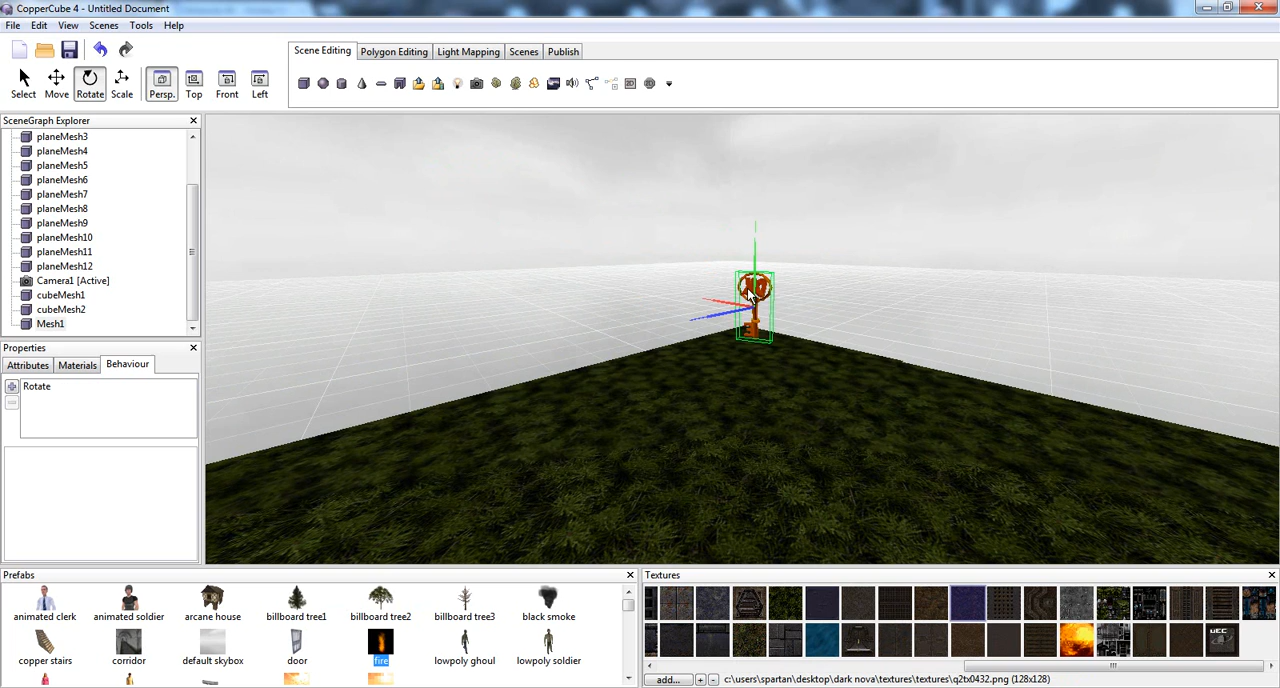 CopperCube 4 - Untitled Document
File Edit View Scenes Tools Help
Scene Editing Polygon Editing Light Mapping Scenes Publish
Select Move Rotate Scale Persp. Top Front Left
SceneGraph Explorer
planeMesh3
planeMesh4
planeMesh5
planeMesh6
planeMesh7
planeMesh8
planeMesh9
planeMesh10
planeMesh11
planeMesh12
Camera1 [Active]
cubeMesh1
cubeMesh2
Mesh1
Properties
Attributes Materials Behaviour
Rotate
Prefabs
animated clerk animated soldier arcane house billboard tree1 billboard tree2 billboard tree3 black smoke
copper stairs corridor default skybox door fire lowpoly ghoul lowpoly soldier
Textures
UEC
add... + - c:\users\spartan\desktop\dark nova\textures\textures\q2tx0432.png (128x128)